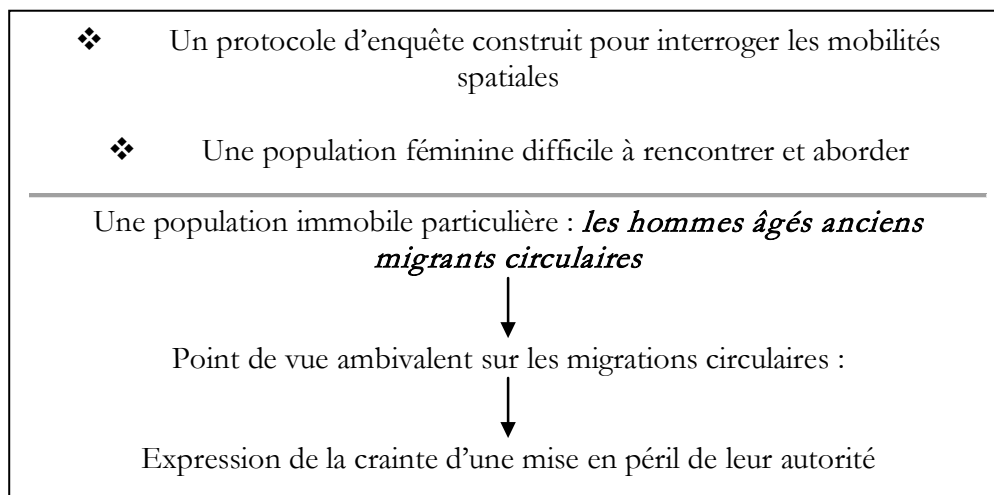 ❖ Un protocole d'enquête construit pour interroger les mobilités
spatiales
❖ Une population féminine difficile à rencontrer et aborder
Une population immobile particulière : les hommes âgés anciens
migrants circulaires
Point de vue ambivalent sur les migrations circulaires :
Expression de la crainte d'une mise en péril de leur autorité